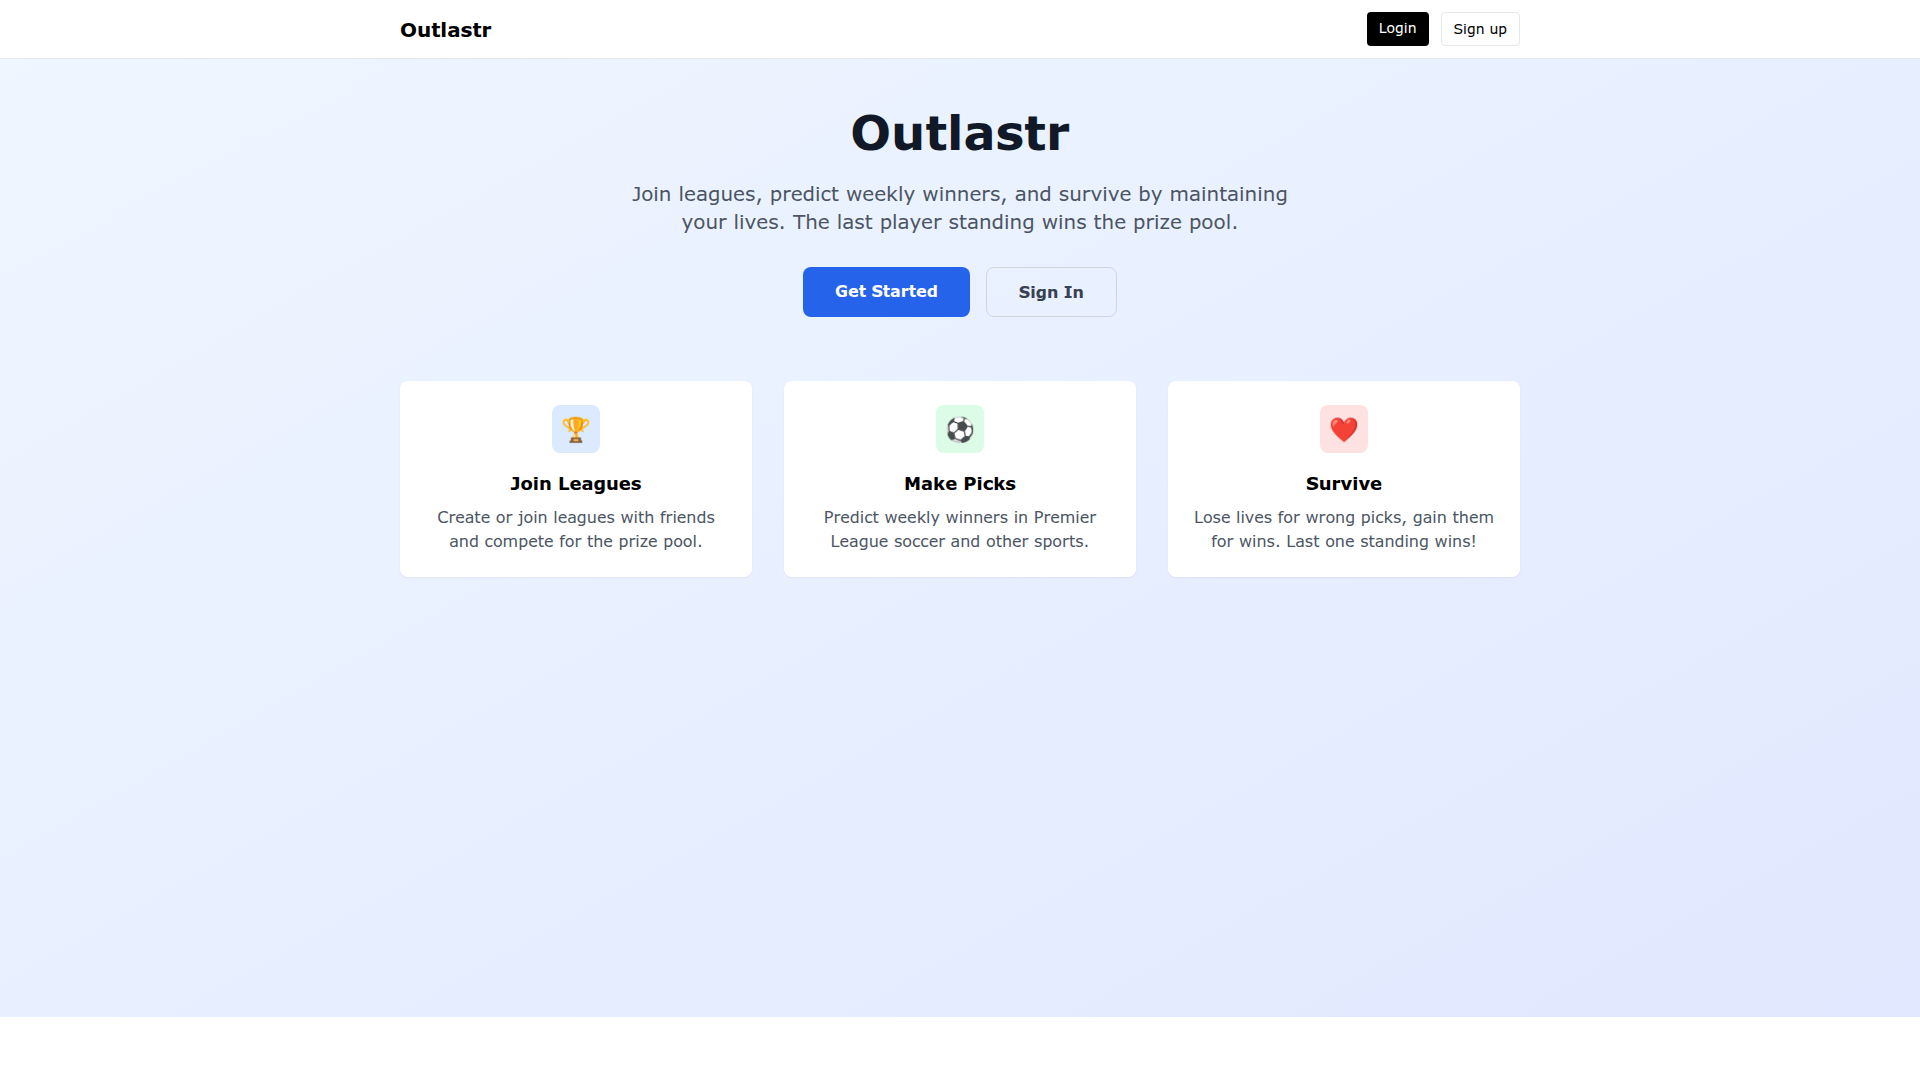 Outlastr
Login
Sign up
Outlastr
Join leagues, predict weekly winners, and survive by maintaining
your lives. The last player standing wins the prize pool.
Get Started
Sign In
Join Leagues
Create or join leagues with friends
and compete for the prize pool.
Make Picks
Predict weekly winners in Premier
League soccer and other sports.
Survive
Lose lives for wrong picks, gain them
for wins. Last one standing wins!